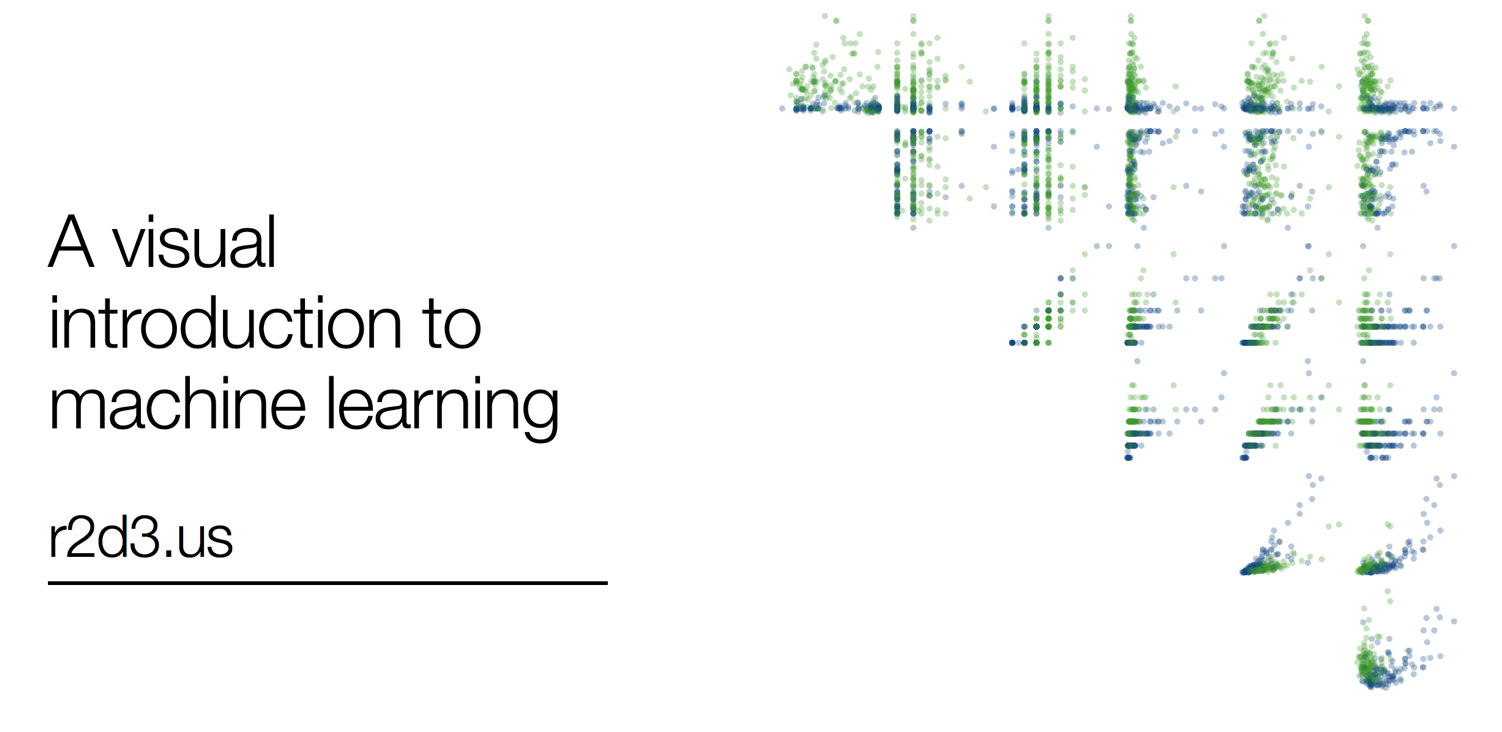 A visual
introduction to
machine learning
r2d3.us